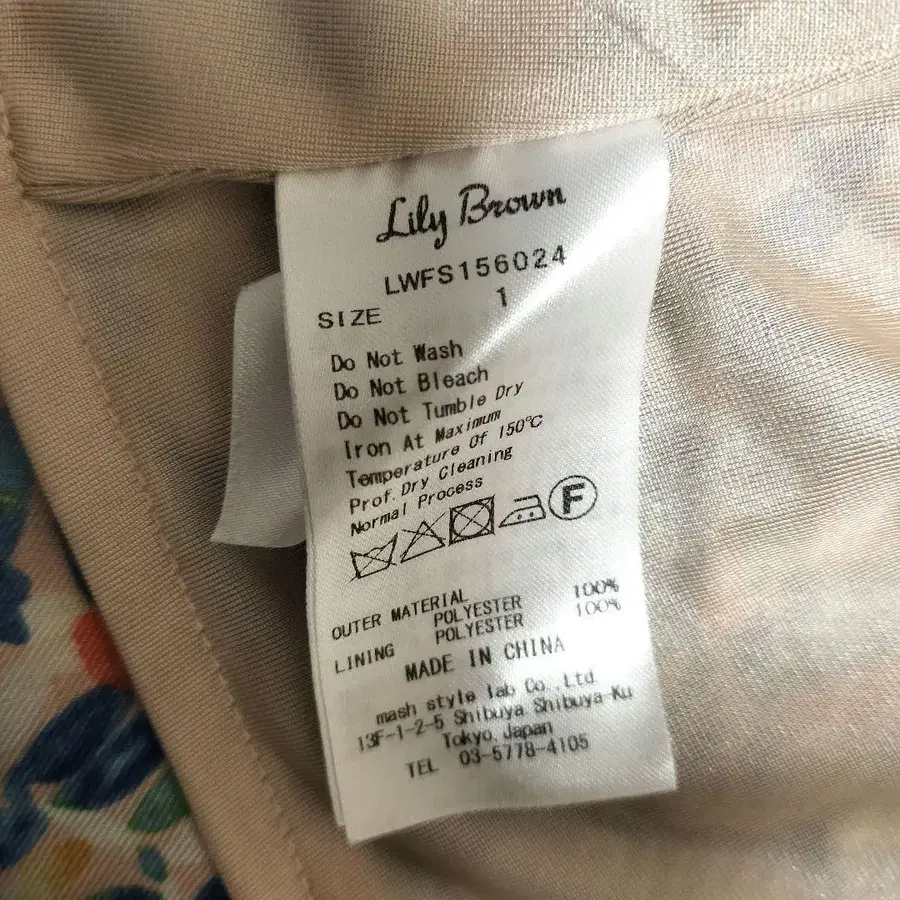 Lily Brown
LWFS156024
SIZE 1
Do Not Wash
Do Not Bleach
Do Not Tumble Dry
Iron At Maximum
Temperature Of 150℃
Prof. Dry Cleaning
Normal Process
F
OUTER MATERIAL
POLYESTER 100%
LINING POLYESTER 100%
MADE IN CHINA
mash style lab Co.,Ltd
13F-1-2-5 Shibuya,Shibuya-Ku
Tokyo,Japan
TEL 03-5778-4105